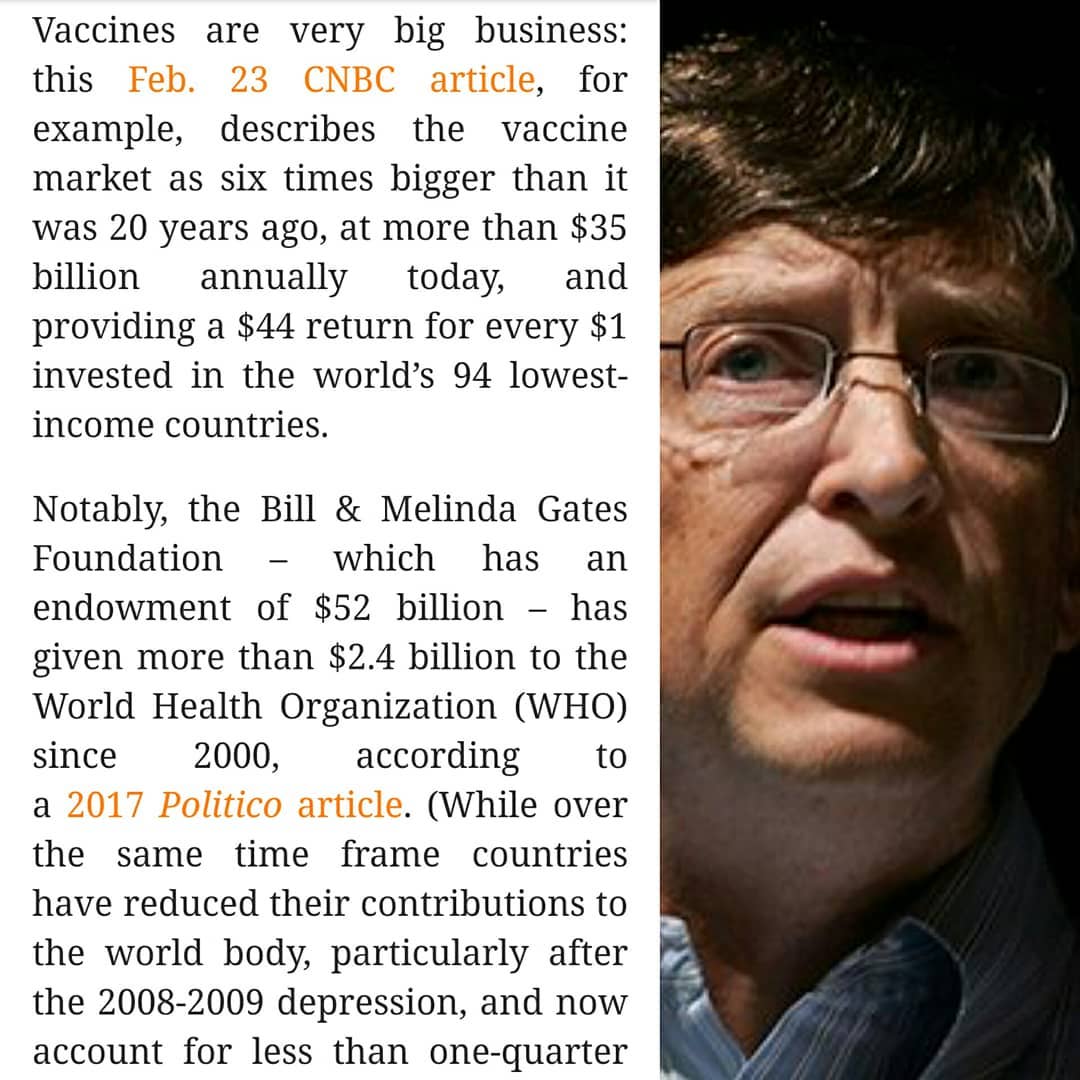 Vaccines are very big business:
this Feb. 23 CNBC article, for
example, describes the vaccine
market as six times bigger than it
was 20 years ago, at more than $35
billion annually today, and
providing a $44 return for every $1
invested in the world’s 94 lowest-
income countries.
Notably, the Bill & Melinda Gates
Foundation – which has an
endowment of $52 billion – has
given more than $2.4 billion to the
World Health Organization (WHO)
since 2000, according to
a 2017 Politico article. (While over
the same time frame countries
have reduced their contributions to
the world body, particularly after
the 2008-2009 depression, and now
account for less than one-quarter